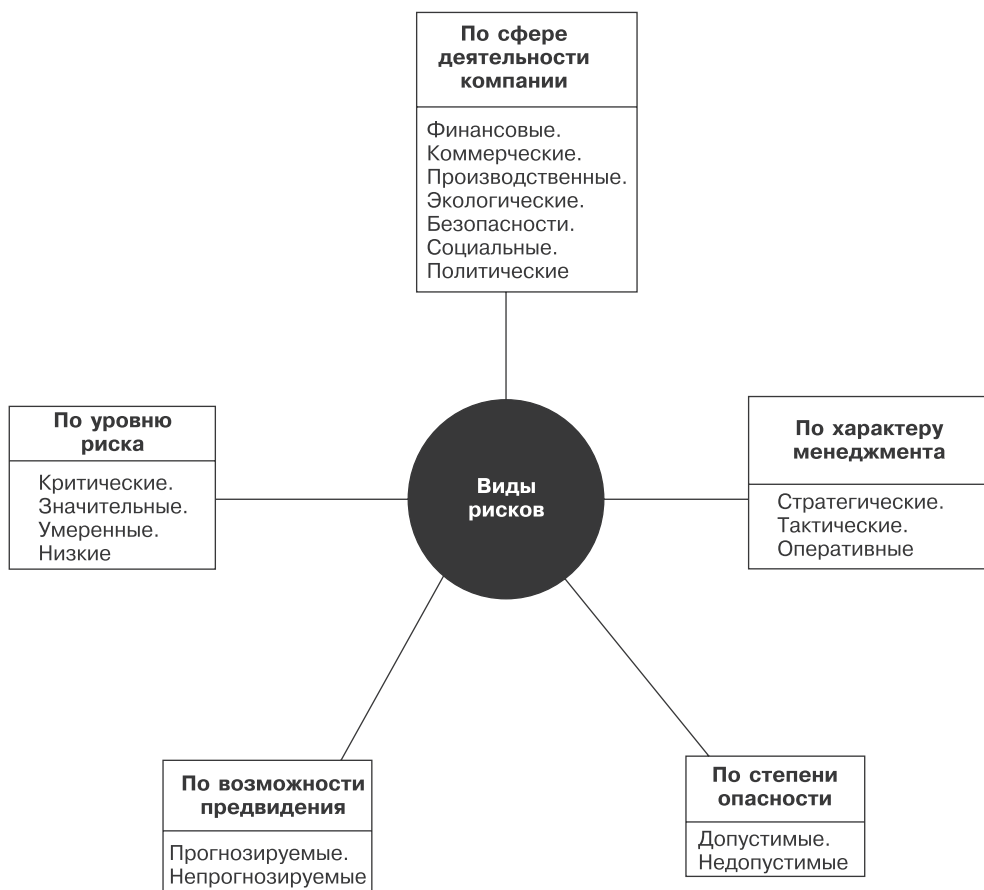 По сфере
деятельности
компании
Финансовые.
Коммерческие.
Производственные.
Экологические.
Безопасности.
Социальные.
Политические
По уровню
риска
Критические.
Значительные.
Умеренные.
Низкие
Виды
рисков
По характеру
менеджмента
Стратегические.
Тактические.
Оперативные
По возможности
предвидения
Прогнозируемые.
Непрогнозируемые
По степени
опасности
Допустимые.
Недопустимые